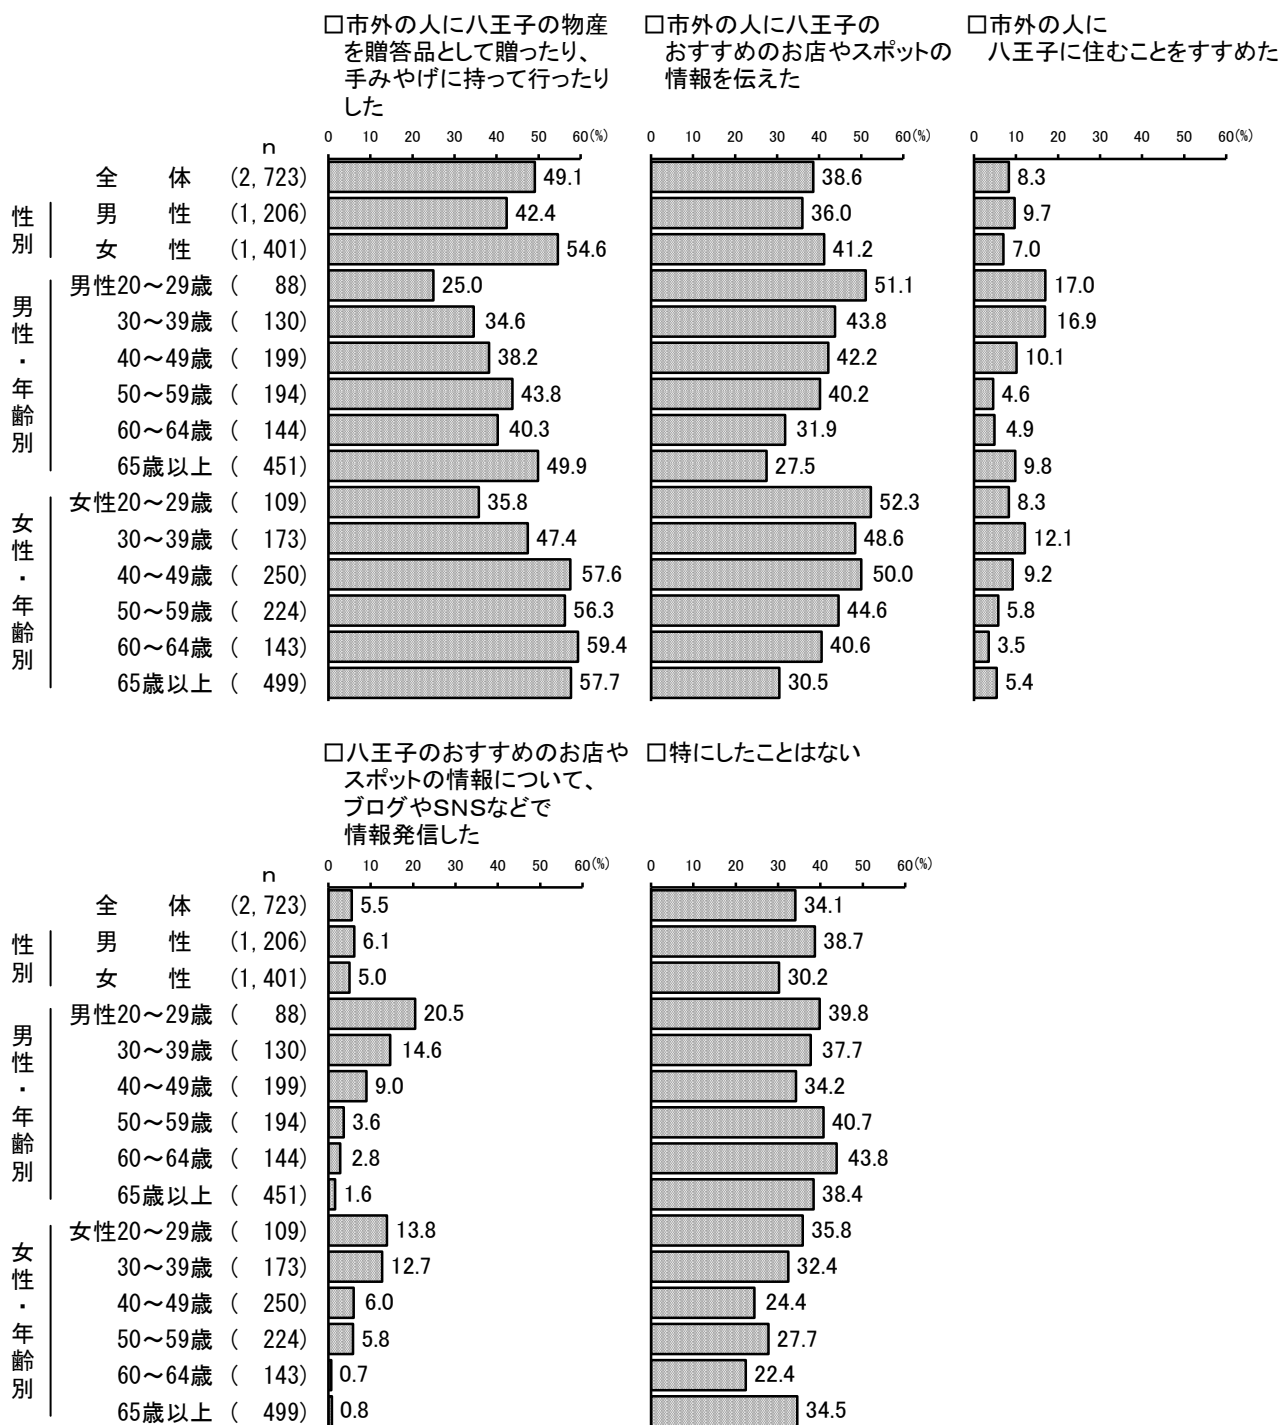 □市外の人に八王子の物産
を贈答品として贈ったり、
手みやげに持って行ったり
した
□市外の人に八王子の
おすすめのお店やスポットの
情報を伝えた
□市外の人に
八王子に住むことをすすめた
0 10 20 30 40 50 60(%)
0 10 20 30 40 50 60(%)
0 10 20 30 40 50 60(%)
n
全体 (2,723) 49.1 38.6 8.3
性別
男性 (1,206) 42.4 36.0 9.7
女性 (1,401) 54.6 41.2 7.0
男性・年齢別
男性20～29歳 ( 88) 25.0 51.1 17.0
30～39歳 ( 130) 34.6 43.8 16.9
40～49歳 ( 199) 38.2 42.2 10.1
50～59歳 ( 194) 43.8 40.2 4.6
60～64歳 ( 144) 40.3 31.9 4.9
65歳以上 ( 451) 49.9 27.5 9.8
女性・年齢別
女性20～29歳 ( 109) 35.8 52.3 8.3
30～39歳 ( 173) 47.4 48.6 12.1
40～49歳 ( 250) 57.6 50.0 9.2
50～59歳 ( 224) 56.3 44.6 5.8
60～64歳 ( 143) 59.4 40.6 3.5
65歳以上 ( 499) 57.7 30.5 5.4
□八王子のおすすめのお店や
スポットの情報について、
ブログやSNSなどで
情報発信した
□特にしたことはない
0 10 20 30 40 50 60(%)
0 10 20 30 40 50 60(%)
n
全体 (2,723) 5.5 34.1
性別
男性 (1,206) 6.1 38.7
女性 (1,401) 5.0 30.2
男性・年齢別
男性20～29歳 ( 88) 20.5 39.8
30～39歳 ( 130) 14.6 37.7
40～49歳 ( 199) 9.0 34.2
50～59歳 ( 194) 3.6 40.7
60～64歳 ( 144) 2.8 43.8
65歳以上 ( 451) 1.6 38.4
女性・年齢別
女性20～29歳 ( 109) 13.8 35.8
30～39歳 ( 173) 12.7 32.4
40～49歳 ( 250) 6.0 24.4
50～59歳 ( 224) 5.8 27.7
60～64歳 ( 143) 0.7 22.4
65歳以上 ( 499) 0.8 34.5